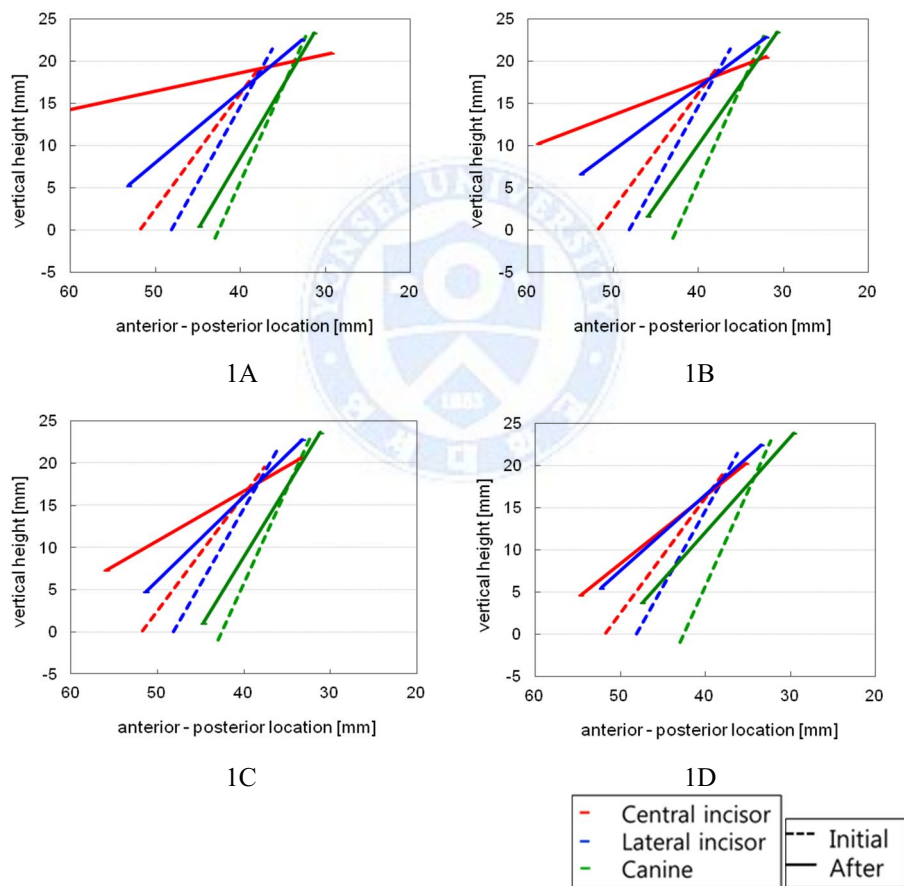 25
20
15
10
5
0
-5
60 50 40 30 20
vertical height [mm]
anterior - posterior location [mm]
1A
25
20
15
10
5
0
-5
60 50 40 30 20
vertical height [mm]
anterior - posterior location [mm]
1B
25
20
15
10
5
0
-5
60 50 40 30 20
vertical height [mm]
anterior - posterior location [mm]
1C
25
20
15
10
5
0
-5
60 50 40 30 20
vertical height [mm]
anterior - posterior location [mm]
1D
Central incisor
Lateral incisor
Canine
Initial
After
YONSEI UNIVERSITY
1885